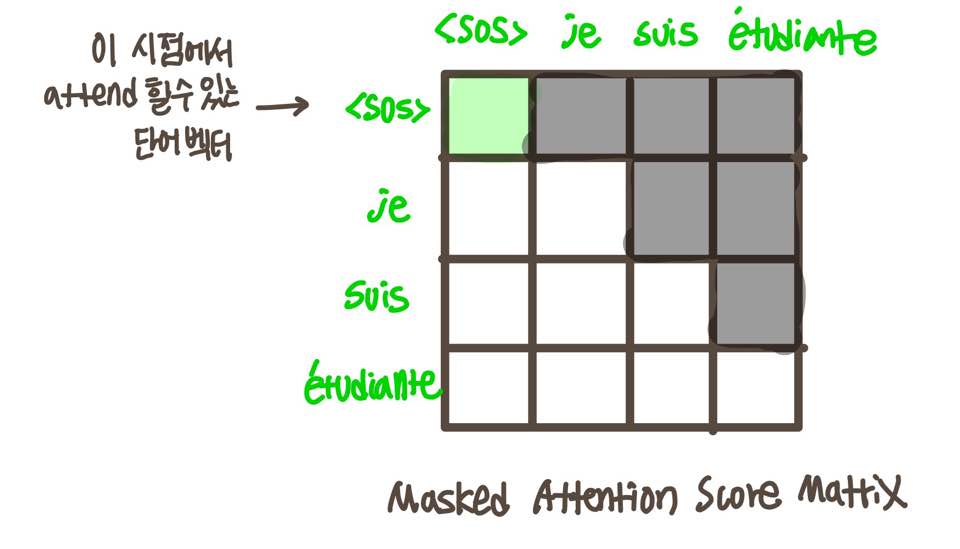 <sos> je suis étudiante
이 시점에서
attend 할수 있는
단어 벡터
<sos>
je
suis
étudiante
Masked Attention Score Matrix